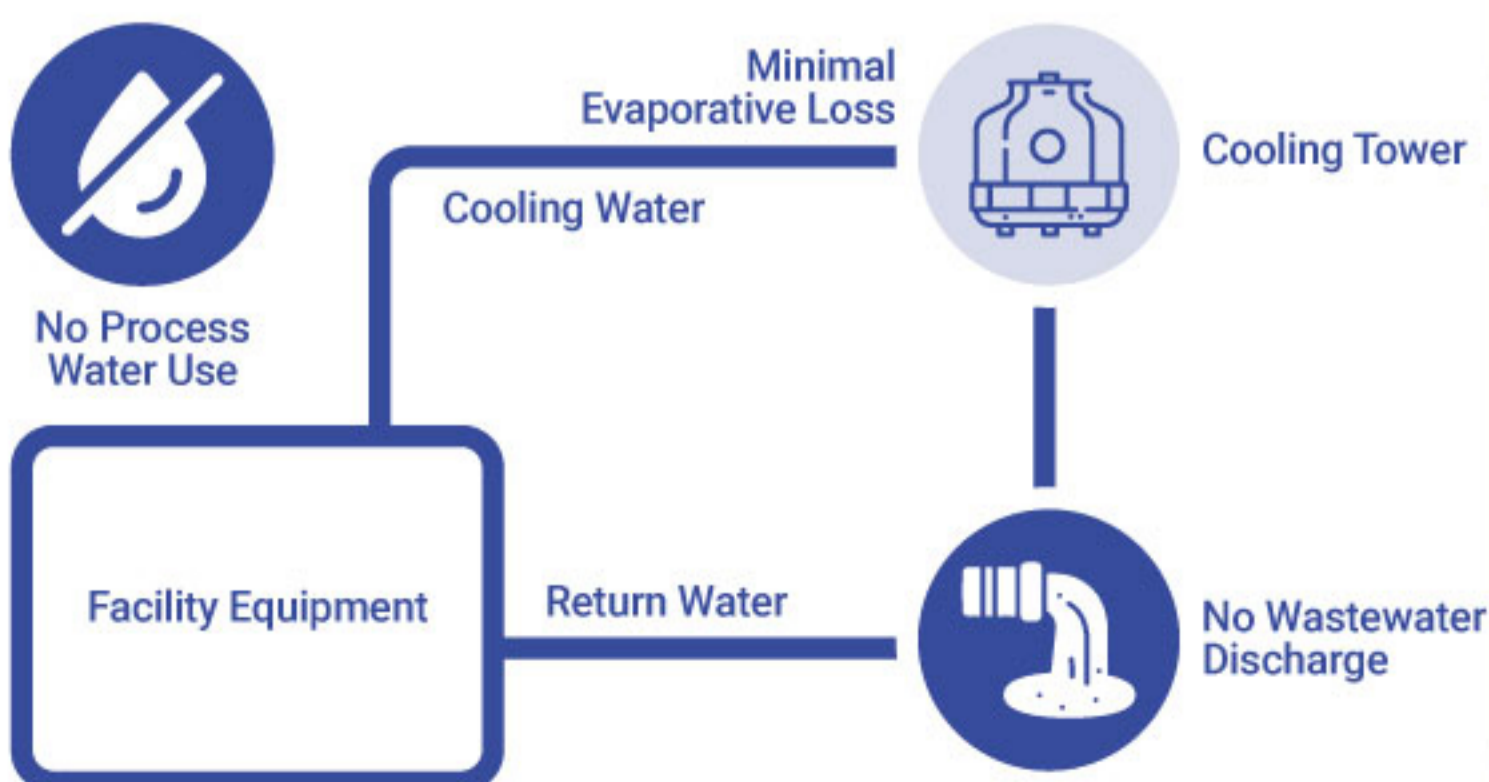 Minimal
Evaporative Loss
Cooling Tower
Cooling Water
No Process
Water Use
Facility Equipment
Return Water
No Wastewater
Discharge